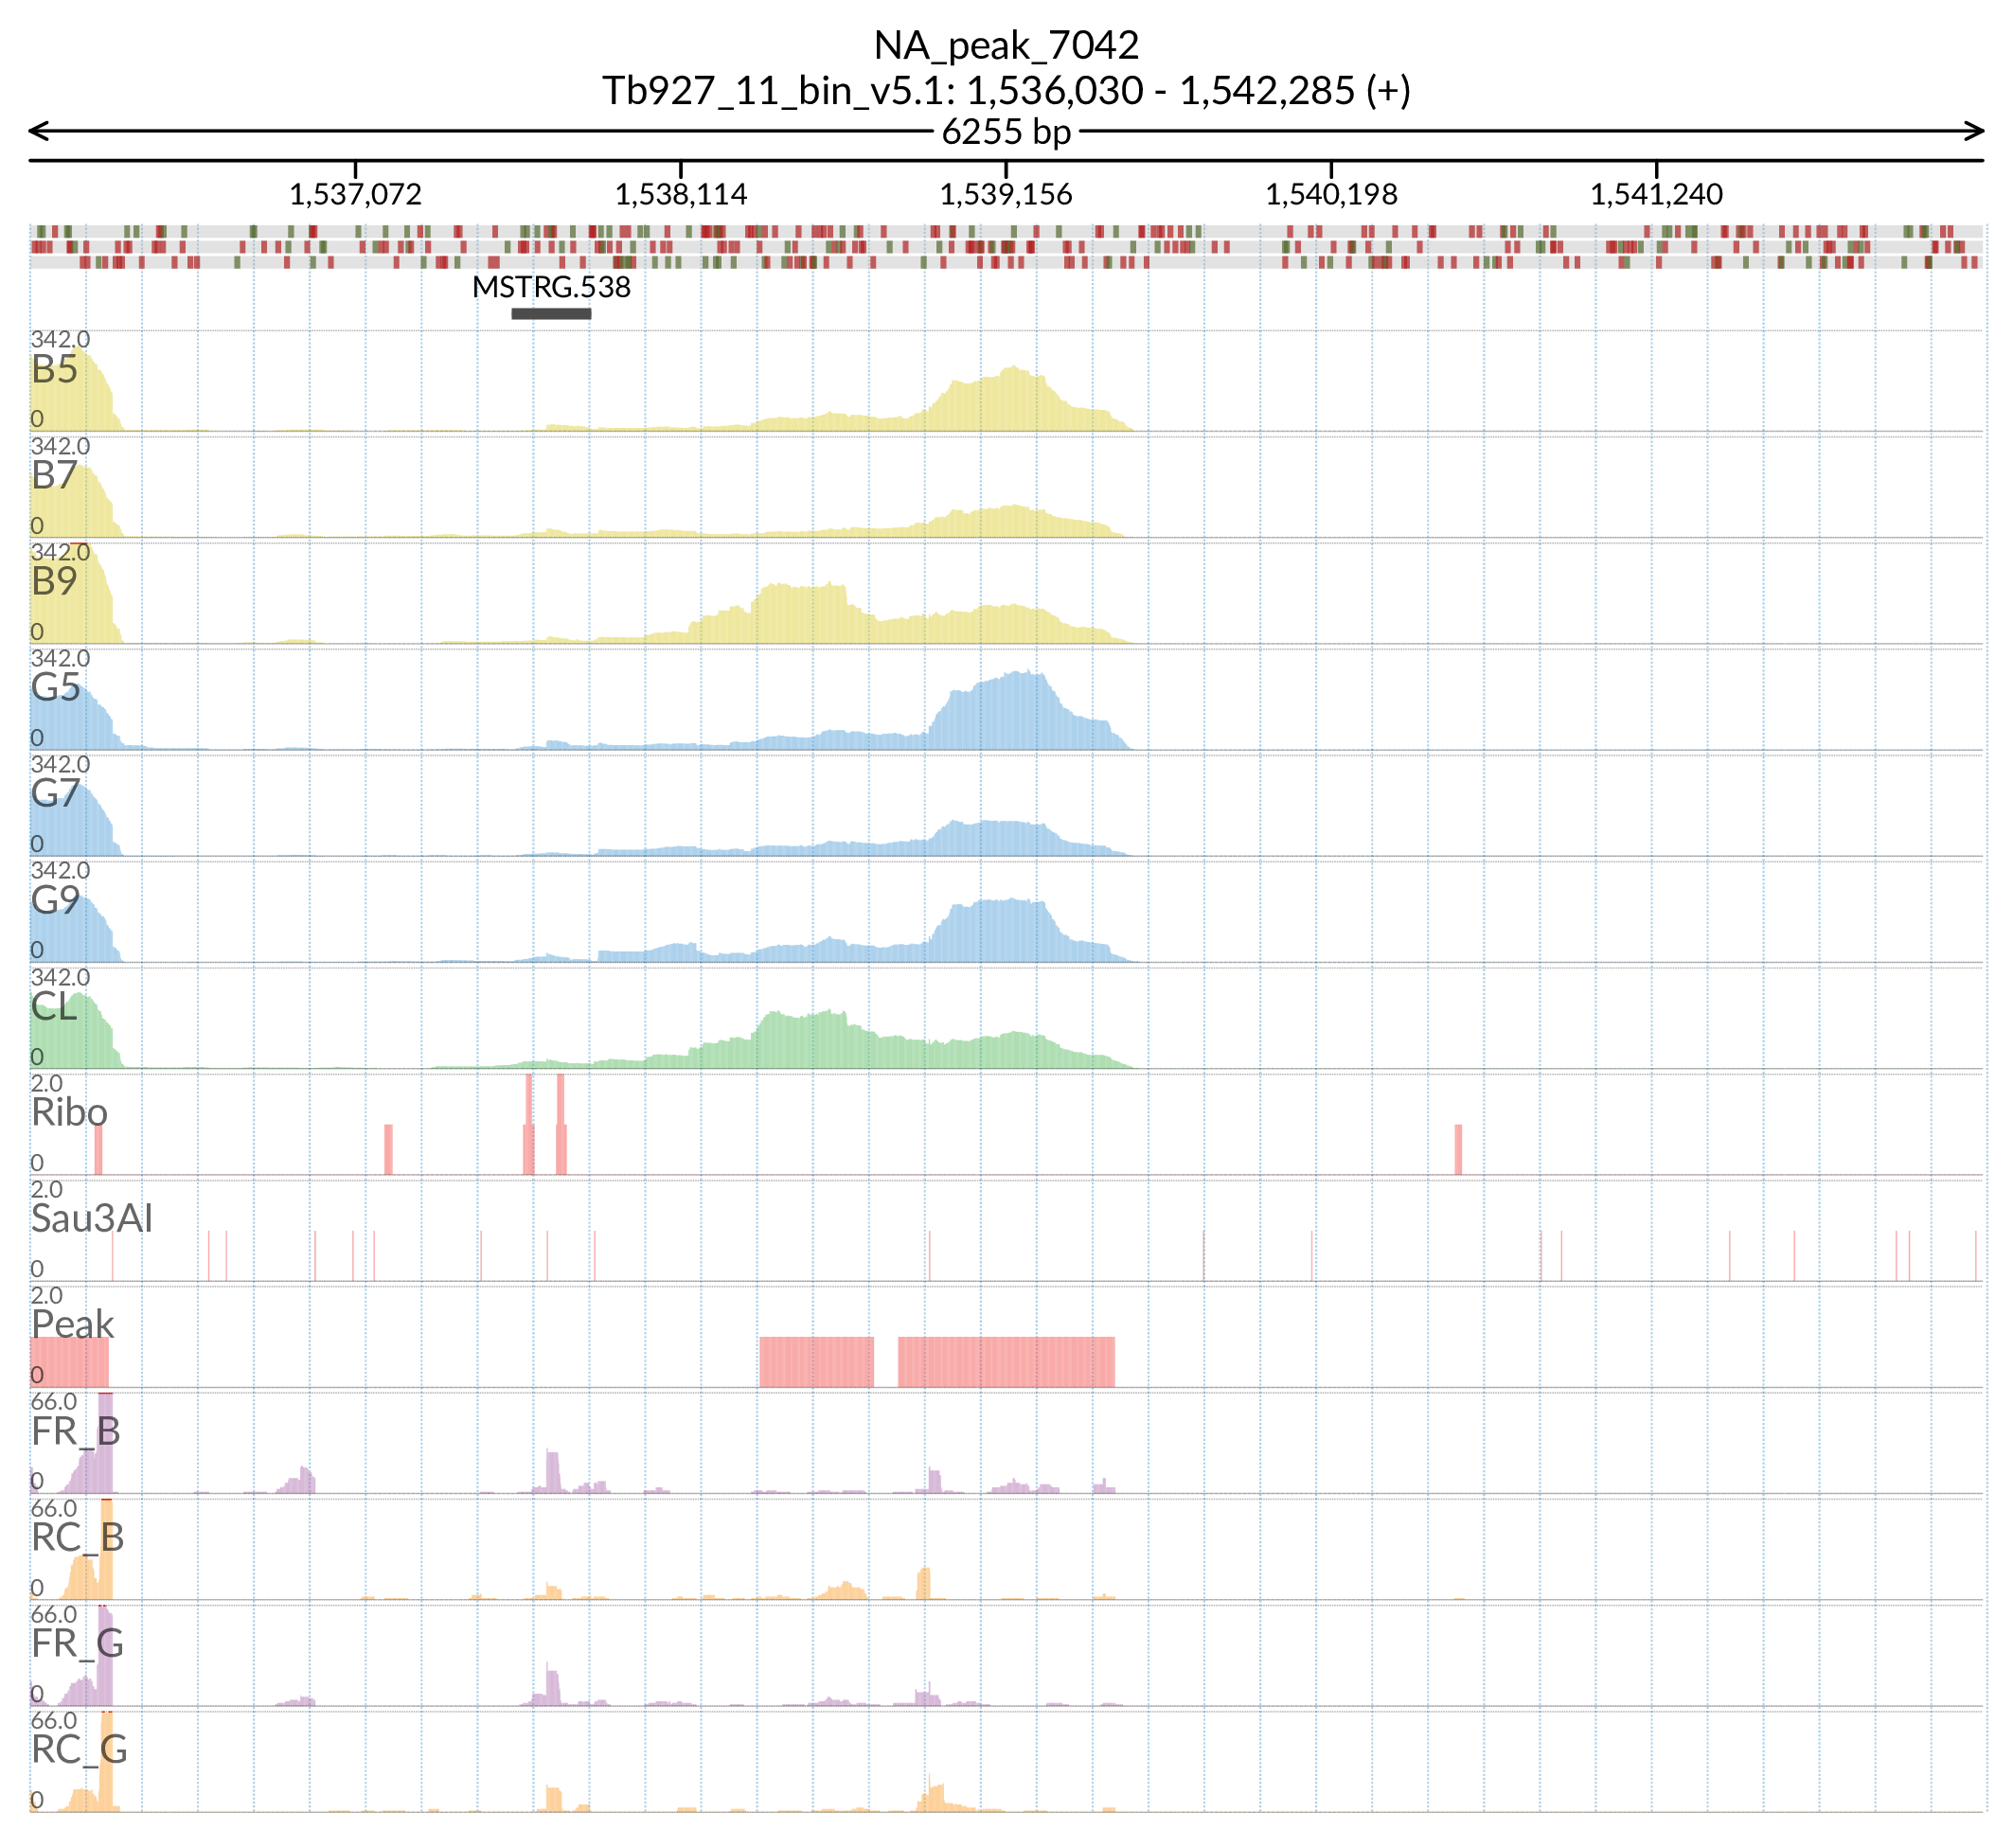 NA_peak_7042
Tb927_11_bin_v5.1: 1,536,030 - 1,542,285 (+)
6255 bp
1,537,072 1,538,114 1,539,156 1,540,198 1,541,240
MSTRG.538
342.0
B5
0
342.0
B7
0
342.0
B9
0
342.0
G5
0
342.0
G7
0
342.0
G9
0
342.0
CL
0
2.0
Ribo
0
2.0
Sau3AI
0
2.0
Peak
0
66.0
FR_B
0
66.0
RC_B
0
66.0
FR_G
0
66.0
RC_G
0